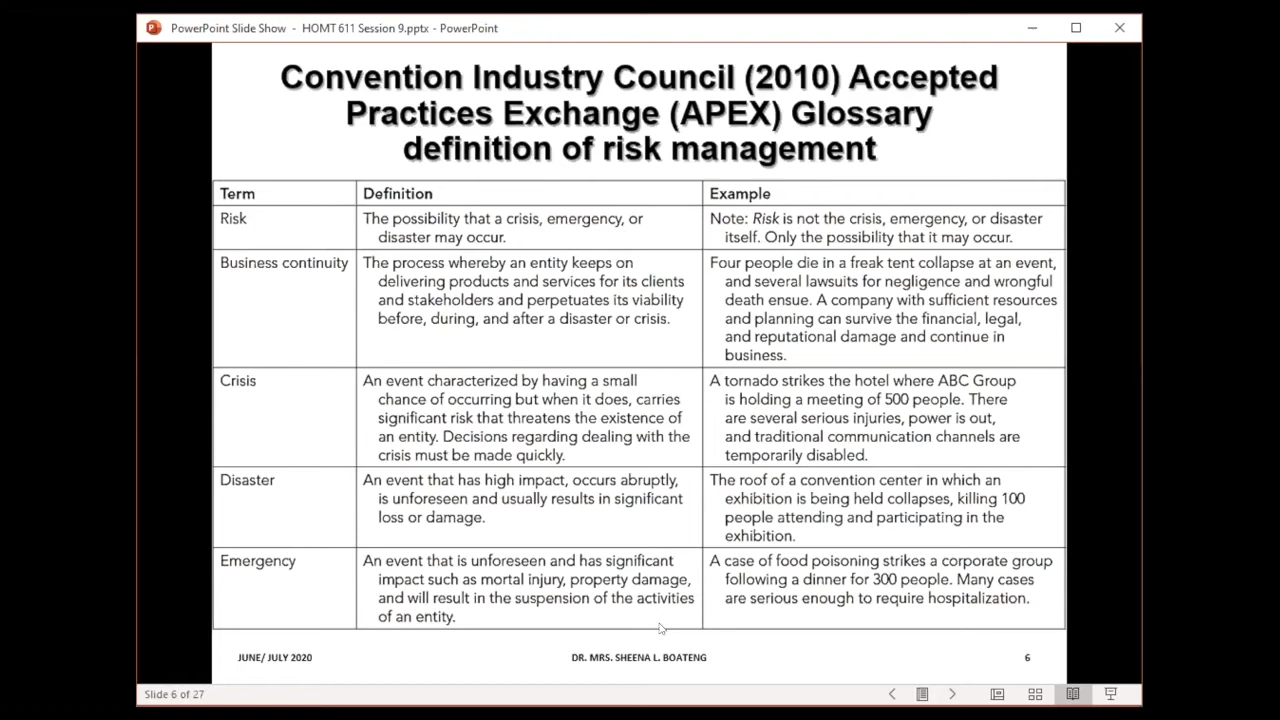 PowerPoint Slide Show - HOMT 611 Session 9.pptx - PowerPoint
Convention Industry Council (2010) Accepted
Practices Exchange (APEX) Glossary
definition of risk management
Term
Definition
Example
Risk
The possibility that a crisis, emergency, or
disaster may occur.
Note: Risk is not the crisis, emergency, or disaster
itself. Only the possibility that it may occur.
Business continuity
The process whereby an entity keeps on
delivering products and services for its clients
and stakeholders and perpetuates its viability
before, during, and after a disaster or crisis.
Four people die in a freak tent collapse at an event,
and several lawsuits for negligence and wrongful
death ensue. A company with sufficient resources
and planning can survive the financial, legal,
and reputational damage and continue in
business.
Crisis
An event characterized by having a small
chance of occurring but when it does, carries
significant risk that threatens the existence of
an entity. Decisions regarding dealing with the
crisis must be made quickly.
A tornado strikes the hotel where ABC Group
is holding a meeting of 500 people. There
are several serious injuries, power is out,
and traditional communication channels are
temporarily disabled.
Disaster
An event that has high impact, occurs abruptly,
is unforeseen and usually results in significant
loss or damage.
The roof of a convention center in which an
exhibition is being held collapses, killing 100
people attending and participating in the
exhibition.
Emergency
An event that is unforeseen and has significant
impact such as mortal injury, property damage,
and will result in the suspension of the activities
of an entity.
A case of food poisoning strikes a corporate group
following a dinner for 300 people. Many cases
are serious enough to require hospitalization.
JUNE/ JULY 2020
DR. MRS. SHEENA L. BOATENG
6
Slide 6 of 27